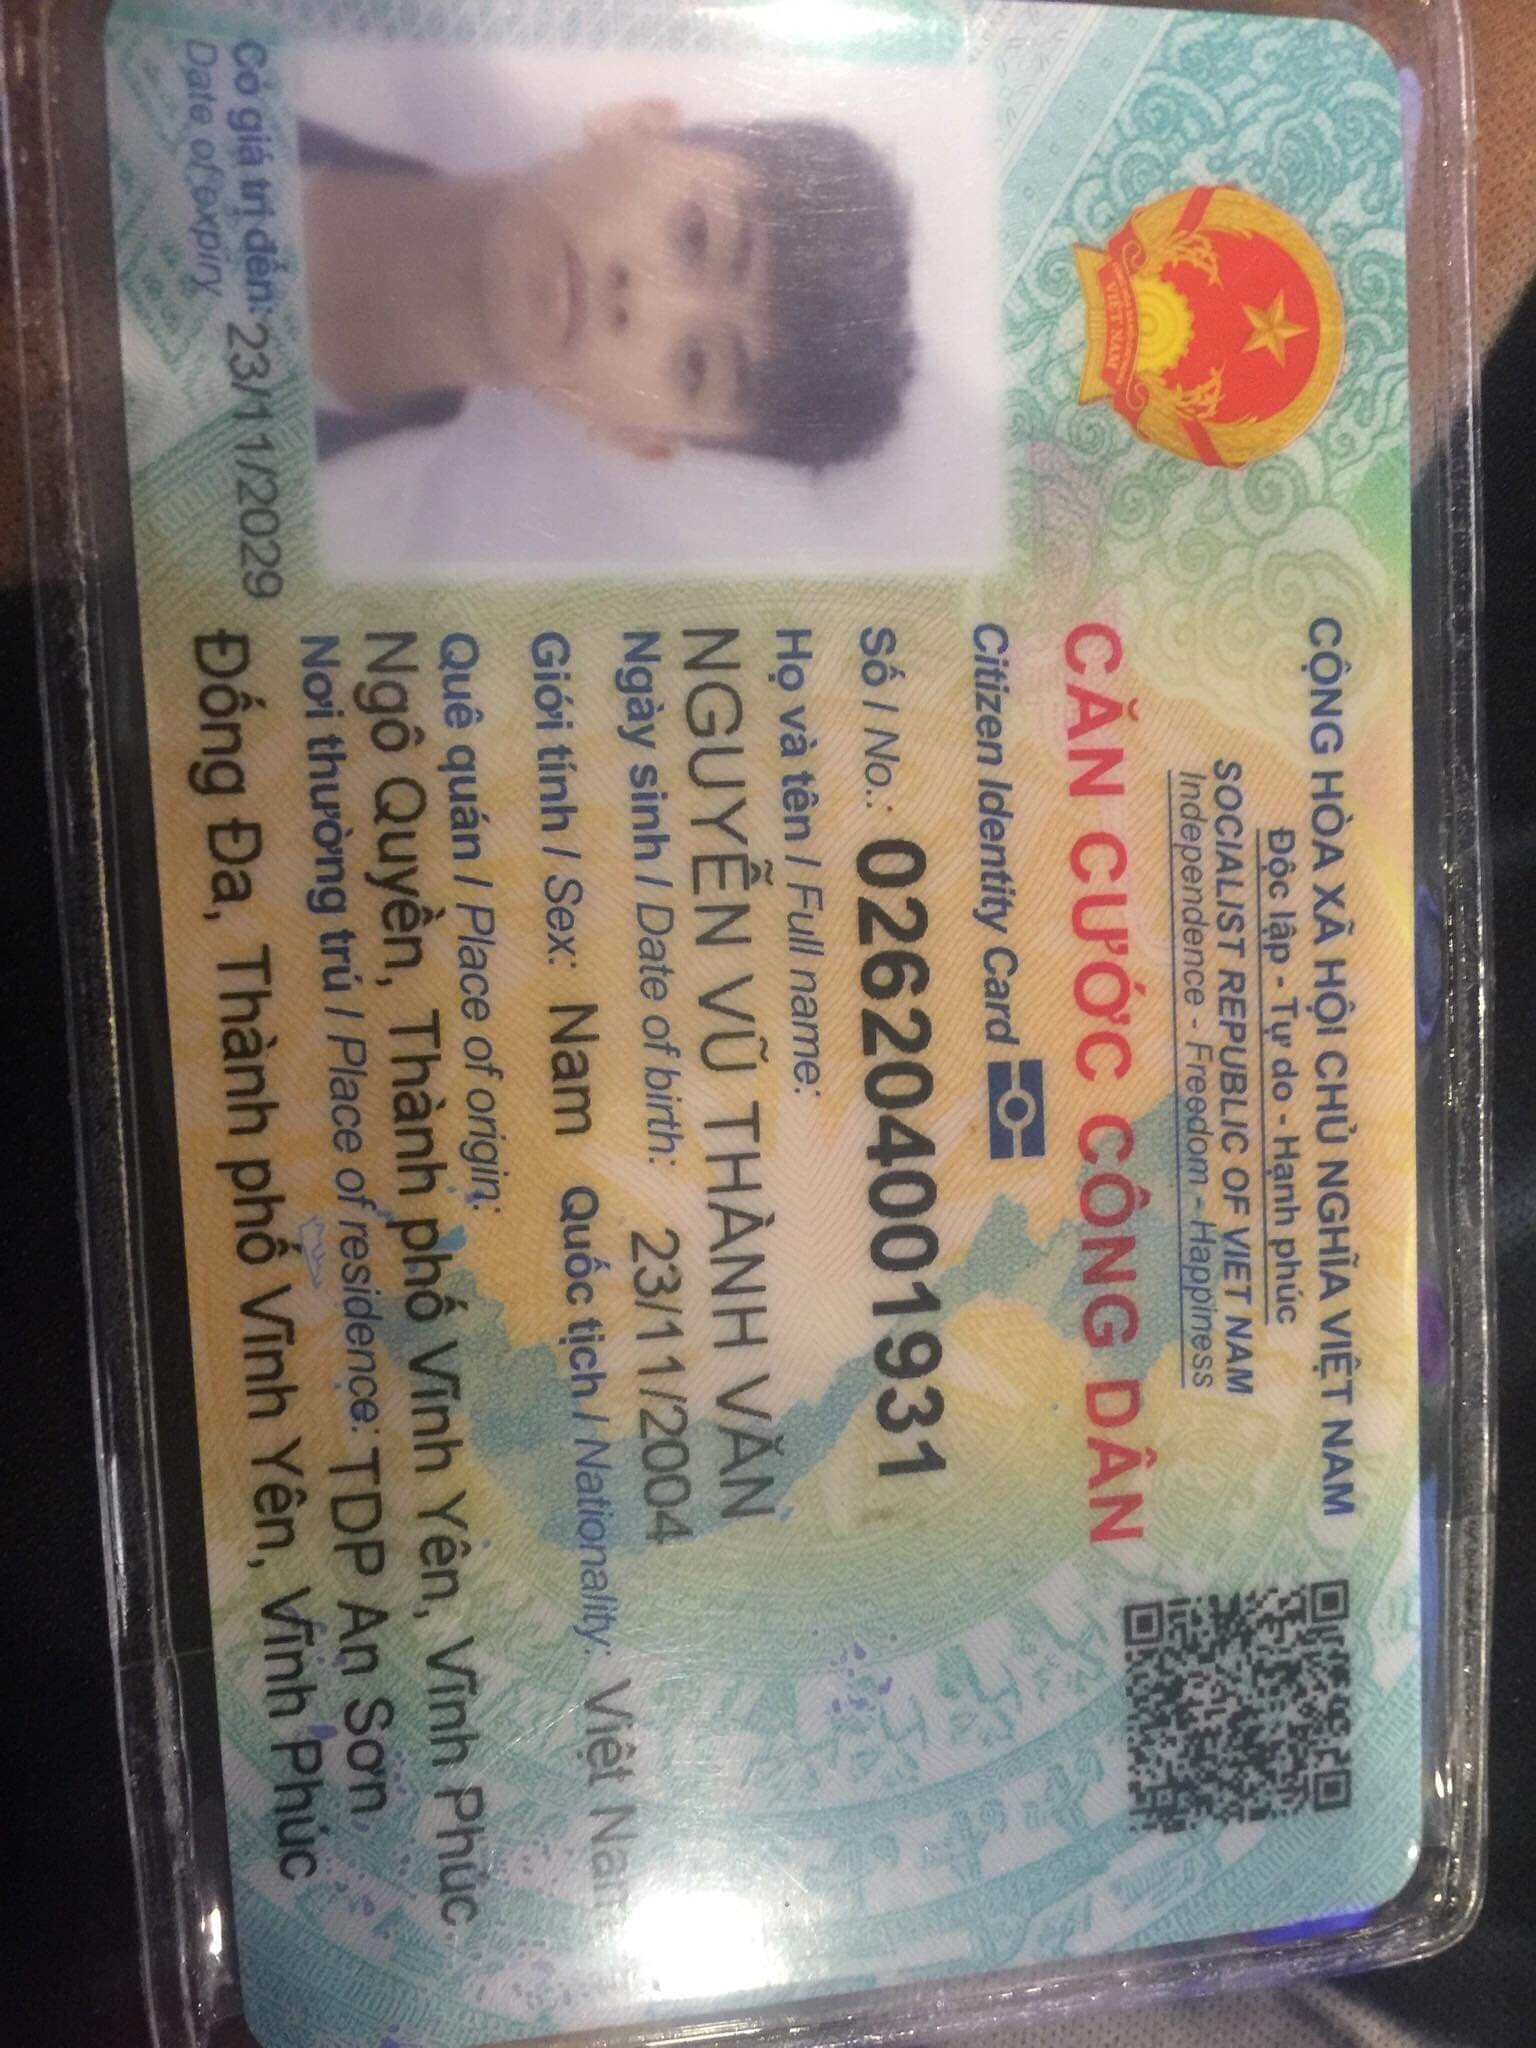 CỘNG HÒA XÃ HỘI CHỦ NGHĨA VIỆT NAM
Độc lập - Tự do - Hạnh phúc
SOCIALIST REPUBLIC OF VIET NAM
Independence - Freedom - Happiness
CĂN CƯỚC CÔNG DÂN
Citizen Identity Card
Số / No.: 026204001931
Họ và tên / Full name:
NGUYỄN VŨ THÀNH VĂN
Ngày sinh / Date of birth: 23/11/2004
Giới tính / Sex: Nam Quốc tịch / Nationality: Việt Nam
Quê quán / Place of origin:
Ngô Quyền, Thành phố Vĩnh Yên, Vĩnh Phúc
Nơi thường trú / Place of residence: TDP An Sơn,
Đống Đa, Thành phố Vĩnh Yên, Vĩnh Phúc
Có giá trị đến: 23/11/2029
Date of expiry
VIỆT NAM